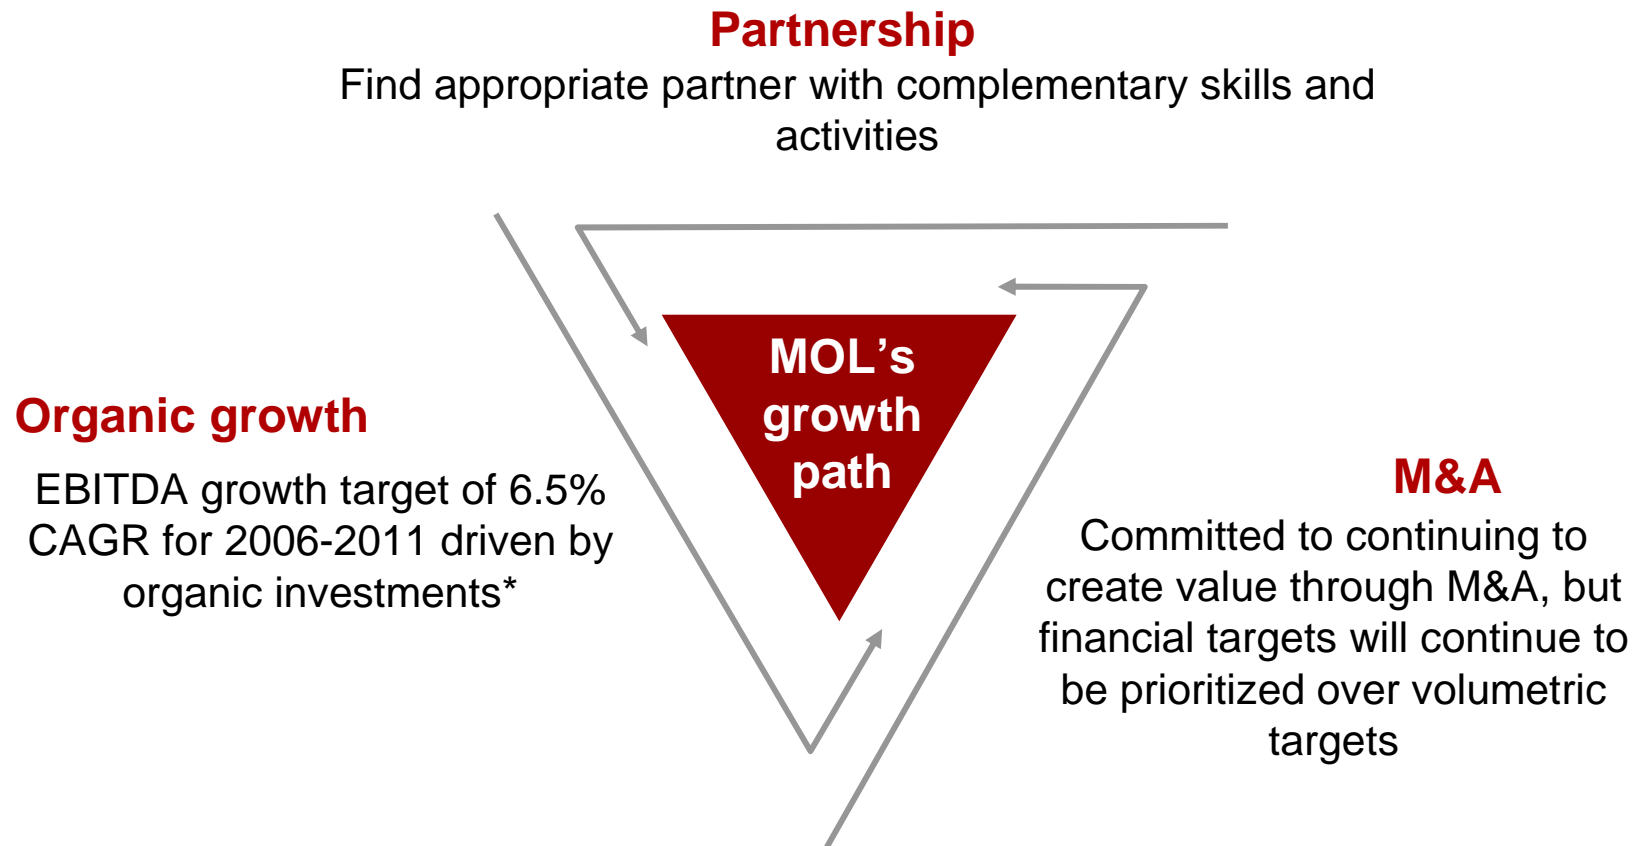 Partnership
Find appropriate partner with complementary skills and
activities
MOL’s
growth
path
Organic growth
EBITDA growth target of 6.5%
CAGR for 2006-2011 driven by
organic investments*
M&A
Committed to continuing to
create value through M&A, but
financial targets will continue to
be prioritized over volumetric
targets